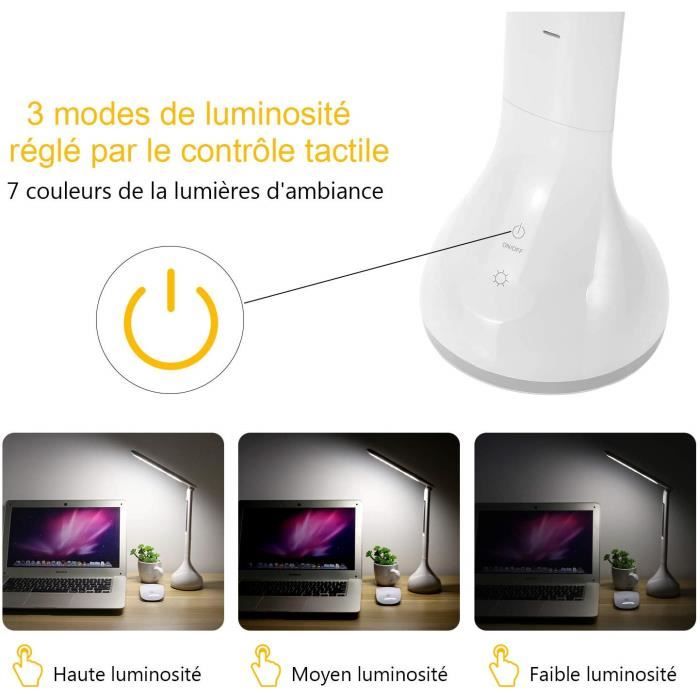 3 modes de luminosité
réglé par le contrôle tactile
7 couleurs de la lumières d'ambiance
ON/OFF
Haute luminosité
Moyen luminosité
Faible luminosité